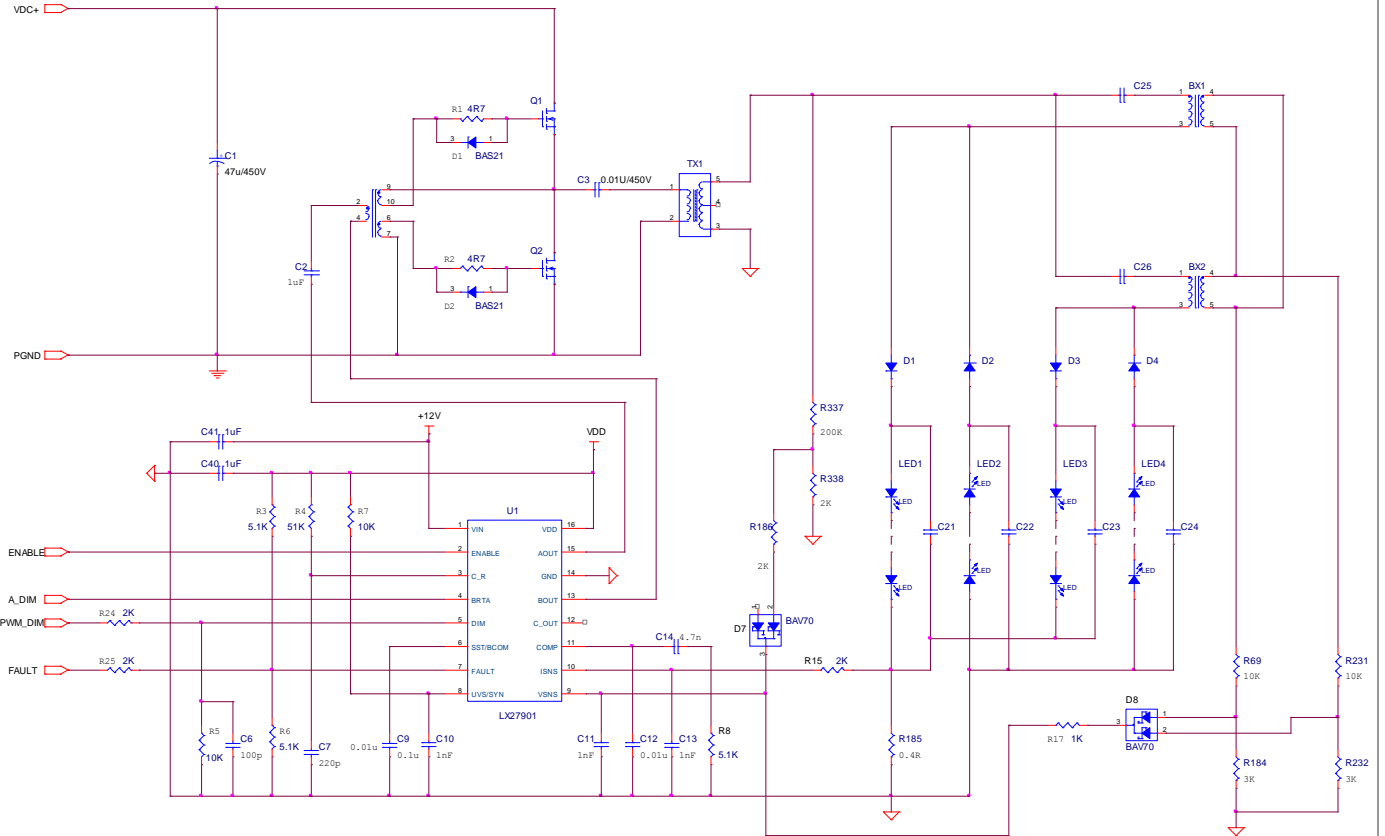 VDC+
C1
47u/450V
R1 4R7
Q1
3 1
D1 BAS21
C25
BX1
1 4
3 5
TX1
C3 0.01U/450V
1 5
4
2 3
2 9
10
4 6
7
R2 4R7
Q2
3 1
D2 BAS21
C2
1uF
C26
BX2
1 4
3 5
PGND
D1
D2
D3
D4
+12V
C41 1uF
VDD
C40 1uF
R337
200K
R338
2K
R186
2K
LED1
LED2
LED3
LED4
LED
LED
LED
LED
C21
C22
C23
C24
LED
LED
LED
LED
R3
5.1K
R4
51K
R7
10K
U1
1 VIN VDD 16
ENABLE
2 ENABLE AOUT 15
3 C_R GND 14
A_DIM
4 BRTA BOUT 13
PWM_DIM
R24 2K
5 DIM C_OUT 12
6 SST/BCOM COMP 11
FAULT
R25 2K
7 FAULT ISNS 10
8 UVS/SYN VSNS 9
LX27901
C14 4.7n
R15 2K
1 2
D7
BAV70
3
R69
10K
R231
10K
D8
1
3
2
BAV70
R17 1K
R5
10K
C6
100p
R6
5.1K
C7
220p
0.01u
C9
0.1u
C10
1nF
C11
1nF
C12
0.01u
C13
1nF
R8
5.1K
R185
0.4R
R184
3K
R232
3K